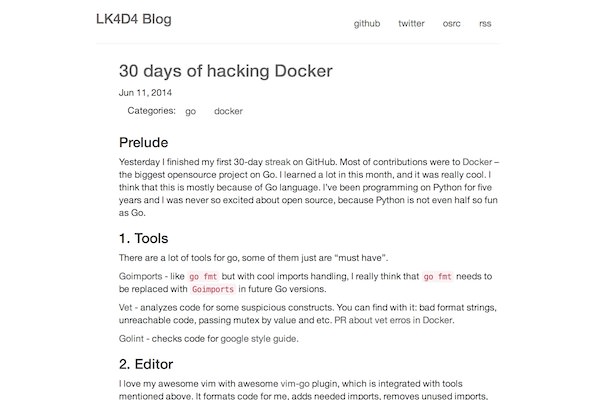 LK4D4 Blog
github twitter osrc rss
30 days of hacking Docker
Jun 11, 2014
Categories: go docker
Prelude
Yesterday I finished my first 30-day streak on GitHub. Most of contributions were to Docker –
the biggest opensource project on Go. I learned a lot in this month, and it was really cool. I
think that this is mostly because of Go language. I've been programming on Python for five
years and I was never so excited about open source, because Python is not even half so fun
as Go.
1. Tools
There are a lot of tools for go, some of them just are “must have”.
Goimports - like go fmt but with cool imports handling, I really think that go fmt needs to
be replaced with Goimports in future Go versions.
Vet - analyzes code for some suspicious constructs. You can find with it: bad format strings,
unreachable code, passing mutex by value and etc. PR about vet erros in Docker.
Golint - checks code for google style guide.
2. Editor
I love my awesome vim with awesome vim-go plugin, which is integrated with tools
mentioned above. It formats code for me, adds needed imports, removes unused imports,